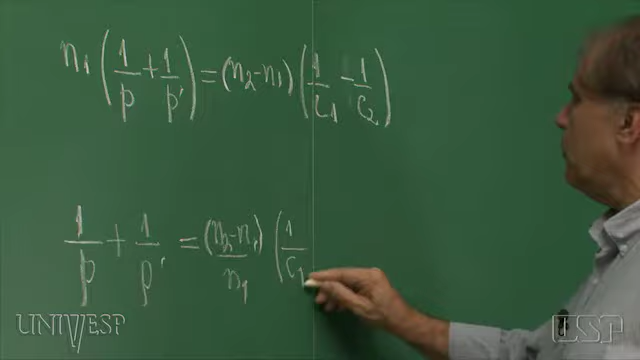 n₁ (1/p + 1/p') = (n₂-n₁) (1/c₁ - 1/c₂)
1/p + 1/p' = (n₂-n₁)/n₁ (1/c₁
UNIVESP
USP